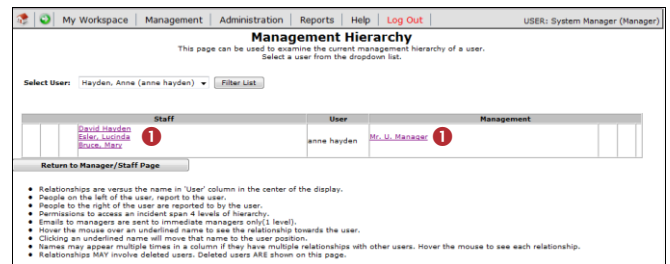 My Workspace Management Administration Reports Help Log Out USER: System Manager (Manager)
Management Hierarchy
This page can be used to examine the current management hierarchy of a user.
Select a user from the dropdown list.
Select User: Hayden, Anne (anne hayden) Filter List
Staff User Management
David Hayden
Esler, Lucinda 1 anne hayden Mr. U. Manager 1
Bruce, Mary
Return to Manager/Staff Page
• Relationships are versus the name in 'User' column in the center of the display.
• People on the left of the user, report to the user.
• People to the right of the user are reported to by the user.
• Permissions to access an incident span 4 levels of hierarchy.
• Emails to managers are sent to immediate managers only(1 level).
• Hover the mouse over an underlined name to see the relationship towards the user.
• Clicking an underlined name will move that name to the user position.
• Names may appear multiple times in a column if they have multiple relationships with other users. Hover the mouse to see each relationship.
• Relationships MAY involve deleted users. Deleted users ARE shown on this page.